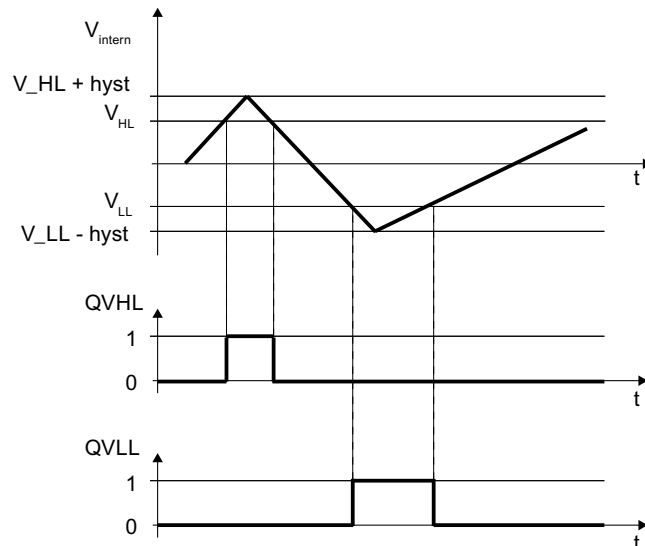 V_intern
V_HL + hyst
V_HL
t
V_LL
V_LL - hyst
QVHL
1
0
t
QVLL
1
0
t